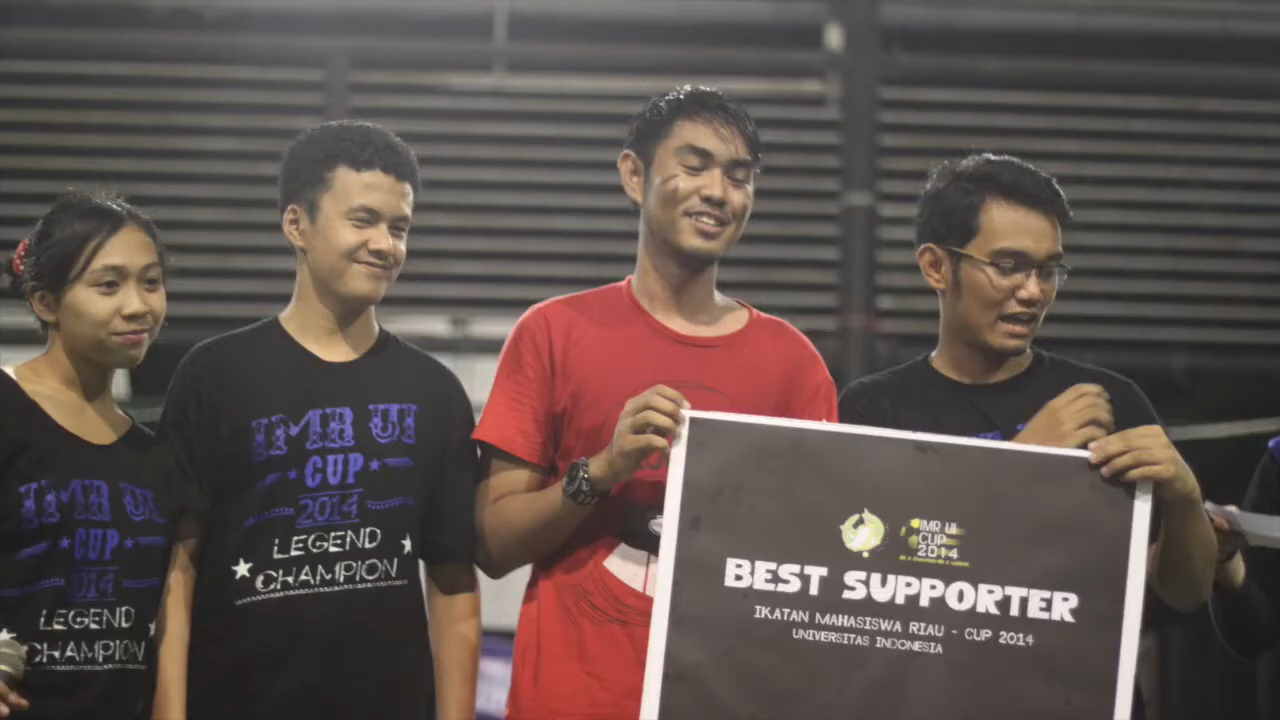 IMR UI
CUP
2014
LEGEND
CHAMPION
IMR UI
CUP
2014
LEGEND
CHAMPION
IMR UI
CUP
2014
BEST SUPPORTER
IKATAN MAHASISWA RIAU - CUP 2014
UNIVERSITAS INDONESIA